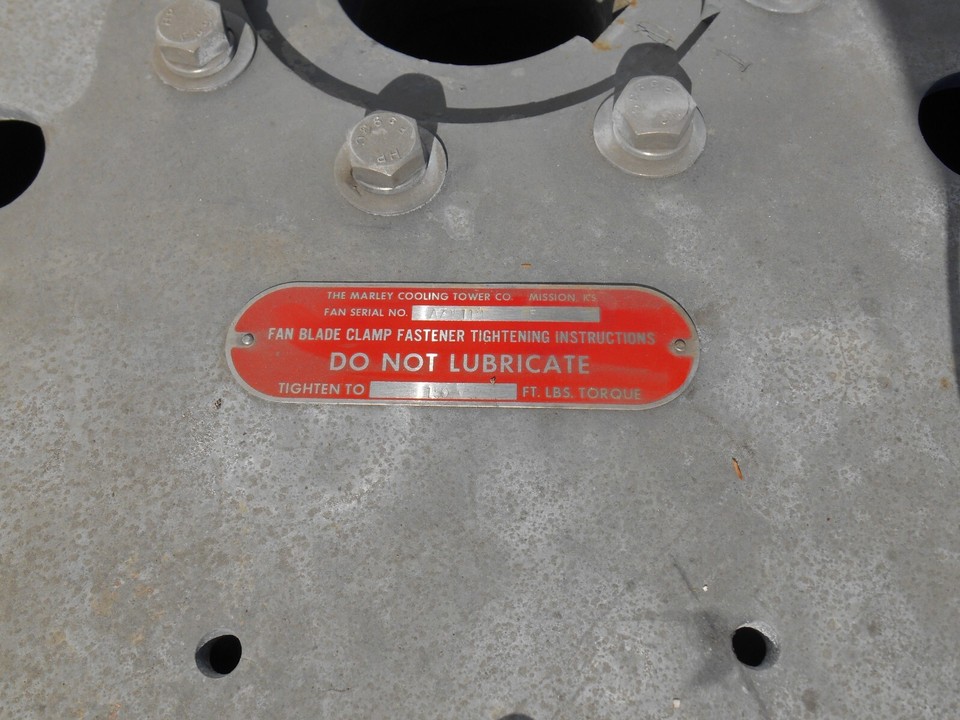 THE MARLEY COOLING TOWER CO. MISSION, KS
FAN SERIAL NO.
FAN BLADE CLAMP FASTENER TIGHTENING INSTRUCTIONS
DO NOT LUBRICATE
TIGHTEN TO FT. LBS. TORQUE